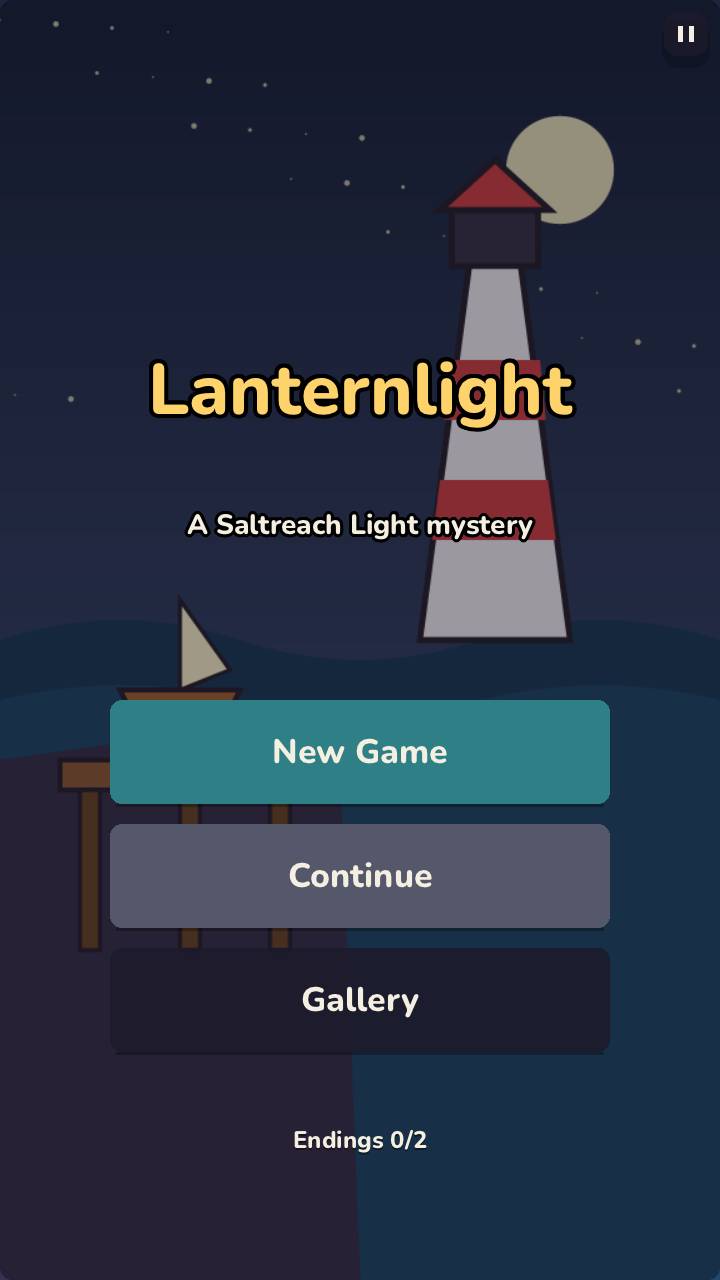 Lanternlight
A Saltreach Light mystery
New Game
Continue
Gallery
Endings 0/2